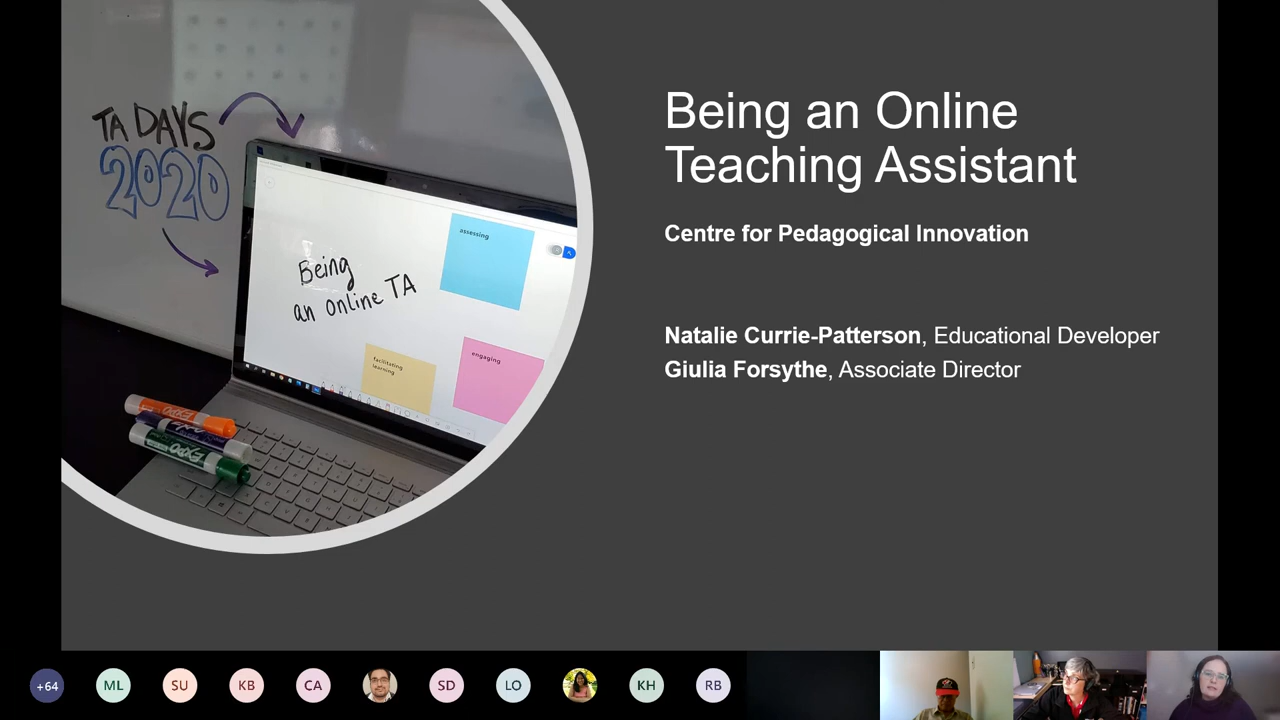 TA DAYS
2020
Being
an online TA
assessing
facilitating
learning
engaging
EXPO
EXPO
Being an Online
Teaching Assistant
Centre for Pedagogical Innovation
Natalie Currie-Patterson, Educational Developer
Giulia Forsythe, Associate Director
+64
ML
SU
KB
CA
SD
LO
KH
RB